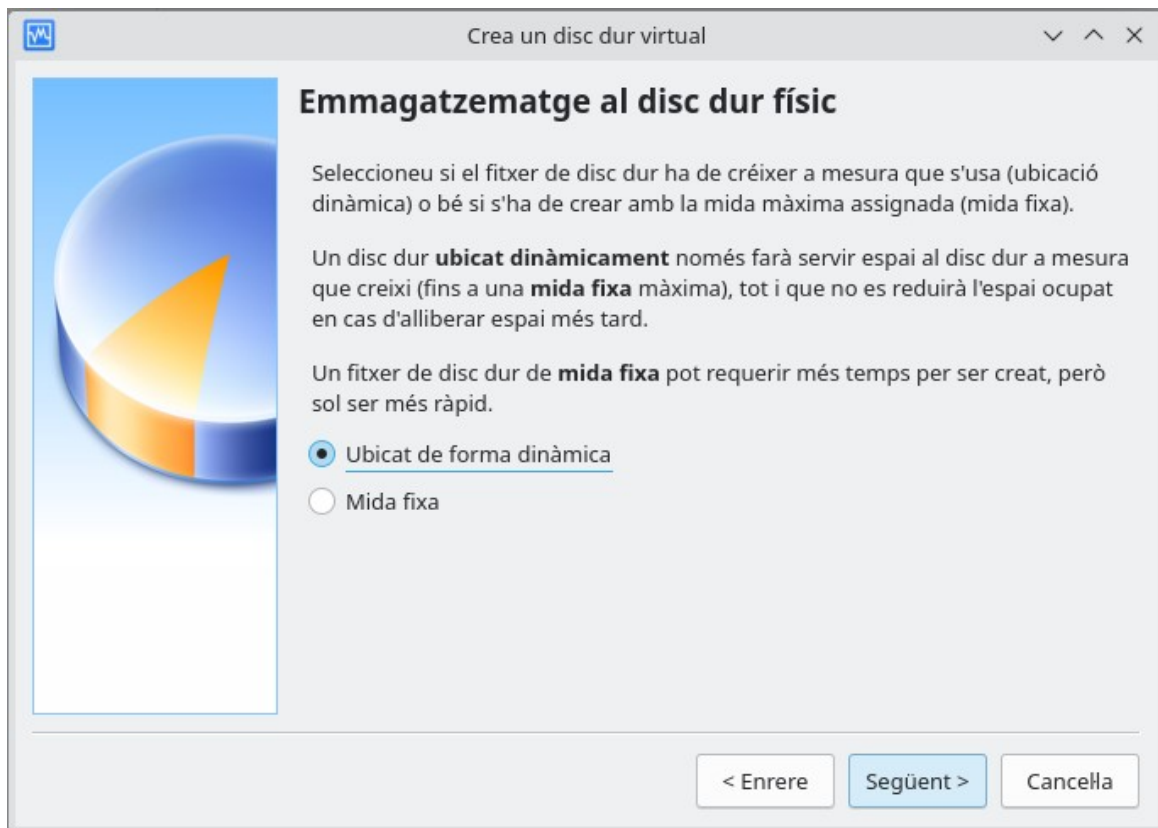 Crea un disc dur virtual
Emmagatzematge al disc dur físic
Seleccioneu si el fitxer de disc dur ha de créixer a mesura que s'usa (ubicació
dinàmica) o bé si s'ha de crear amb la mida màxima assignada (mida fixa).
Un disc dur ubicat dinàmicament només farà servir espai al disc dur a mesura
que creixi (fins a una mida fixa màxima), tot i que no es reduirà l'espai ocupat
en cas d'alliberar espai més tard.
Un fitxer de disc dur de mida fixa pot requerir més temps per ser creat, però
sol ser més ràpid.
Ubicat de forma dinàmica
Mida fixa
< Enrere
Següent >
Canceŀla